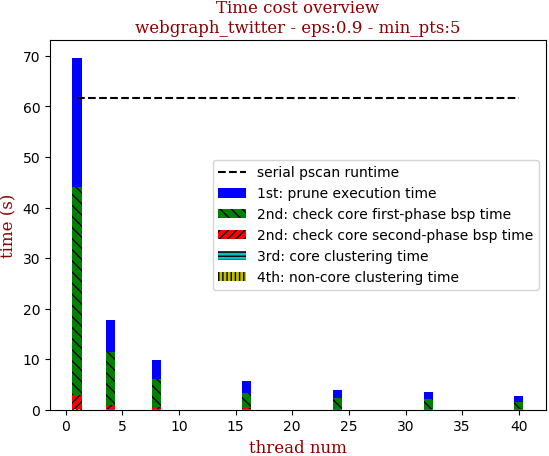 Time cost overview
webgraph_twitter - eps:0.9 - min_pts:5
time (s)
70
60
50
40
30
20
10
0
serial pscan runtime
1st: prune execution time
2nd: check core first-phase bsp time
2nd: check core second-phase bsp time
3rd: core clustering time
4th: non-core clustering time
0 5 10 15 20 25 30 35 40
thread num